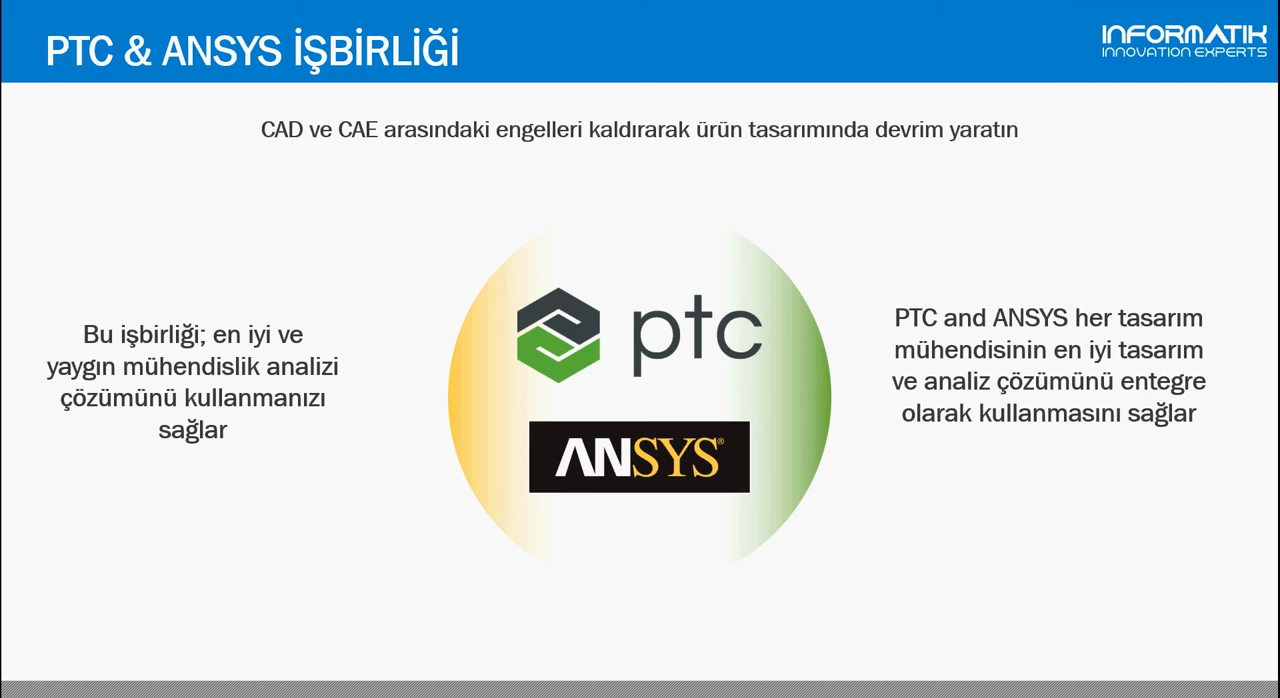 PTC & ANSYS İŞBİRLİĞİ
INFORMATIK
INNOVATION EXPERTS
CAD ve CAE arasındaki engelleri kaldırarak ürün tasarımında devrim yaratın
Bu işbirliği; en iyi ve
yaygın mühendislik analizi
çözümünü kullanmanızı
sağlar
ptc
ANSYS®
PTC and ANSYS her tasarım
mühendisinin en iyi tasarım
ve analiz çözümünü entegre
olarak kullanmasını sağlar